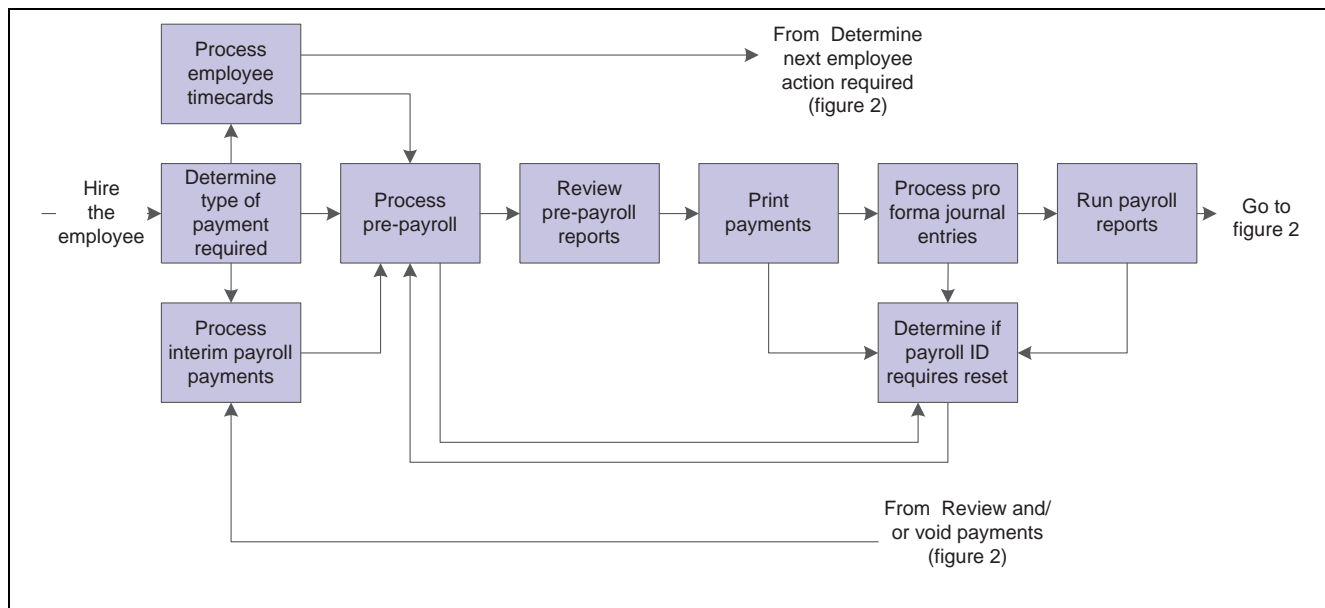 Process
employee
timecards
From Determine
next employee
action required
(figure 2)
Hire
the
employee
Determine
type of
payment
required
Process
pre-payroll
Review
pre-payroll
reports
Print
payments
Process pro
forma journal
entries
Run payroll
reports
Go to
figure 2
Process
interim payroll
payments
Determine if
payroll ID
requires reset
From Review and/
or void payments
(figure 2)